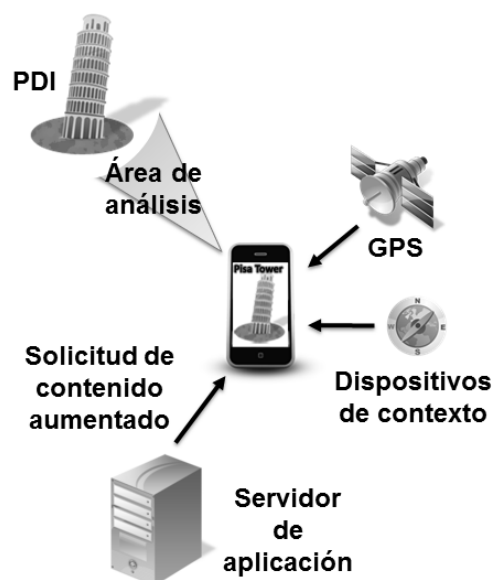 PDI
Área de
análisis
GPS
Pisa Tower
N
W E
S
Solicitud de
contenido
aumentado
Dispositivos
de contexto
Servidor
de
aplicación